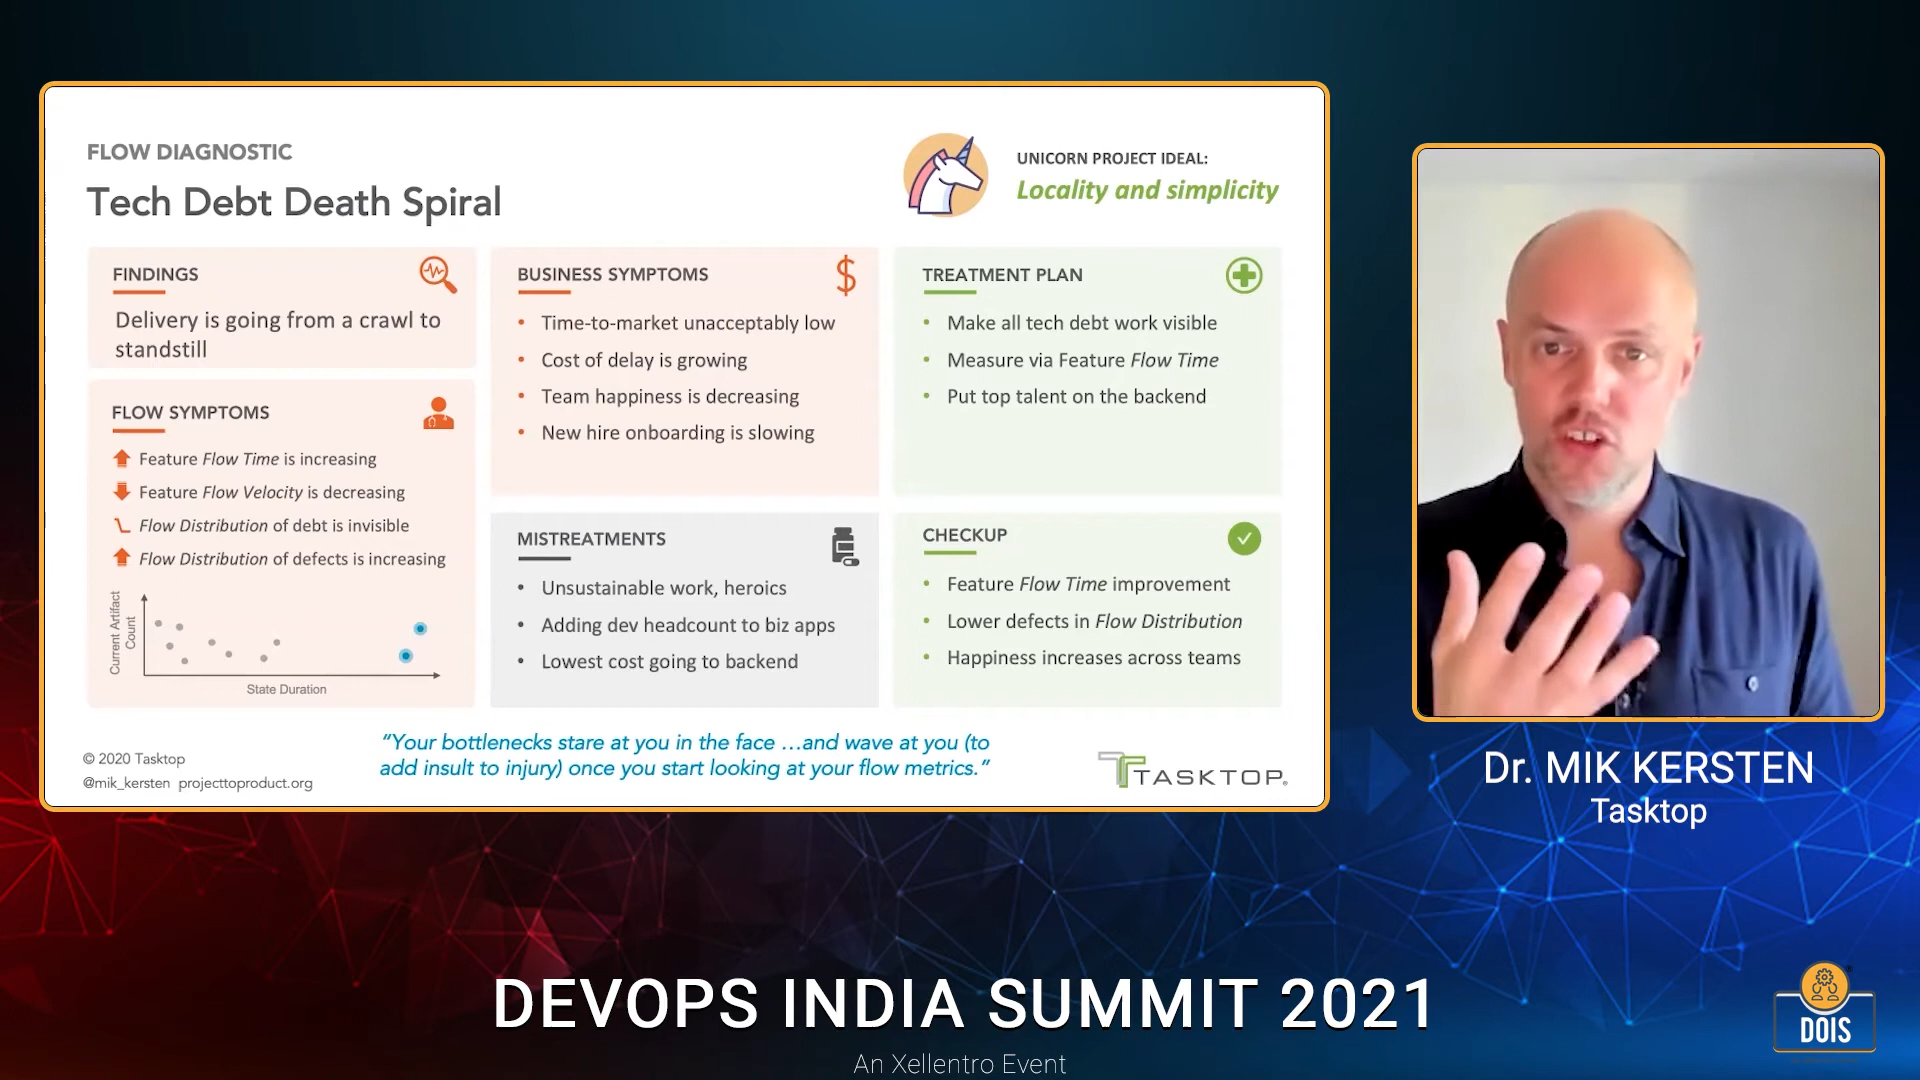 FLOW DIAGNOSTIC
Tech Debt Death Spiral
UNICORN PROJECT IDEAL:
Locality and simplicity
FINDINGS
Delivery is going from a crawl to
standstill
FLOW SYMPTOMS
Feature Flow Time is increasing
Feature Flow Velocity is decreasing
Flow Distribution of debt is invisible
Flow Distribution of defects is increasing
Current Artifact
Count
State Duration
BUSINESS SYMPTOMS
$
• Time-to-market unacceptably low
• Cost of delay is growing
• Team happiness is decreasing
• New hire onboarding is slowing
MISTREATMENTS
• Unsustainable work, heroics
• Adding dev headcount to biz apps
• Lowest cost going to backend
TREATMENT PLAN
• Make all tech debt work visible
• Measure via Feature Flow Time
• Put top talent on the backend
CHECKUP
• Feature Flow Time improvement
• Lower defects in Flow Distribution
• Happiness increases across teams
“Your bottlenecks stare at you in the face ...and wave at you (to
add insult to injury) once you start looking at your flow metrics.”
© 2020 Tasktop
@mik_kersten projecttoproduct.org
TASKTOP®
Dr. MIK KERSTEN
Tasktop
DEVOPS INDIA SUMMIT 2021
An Xellentro Event
DOIS